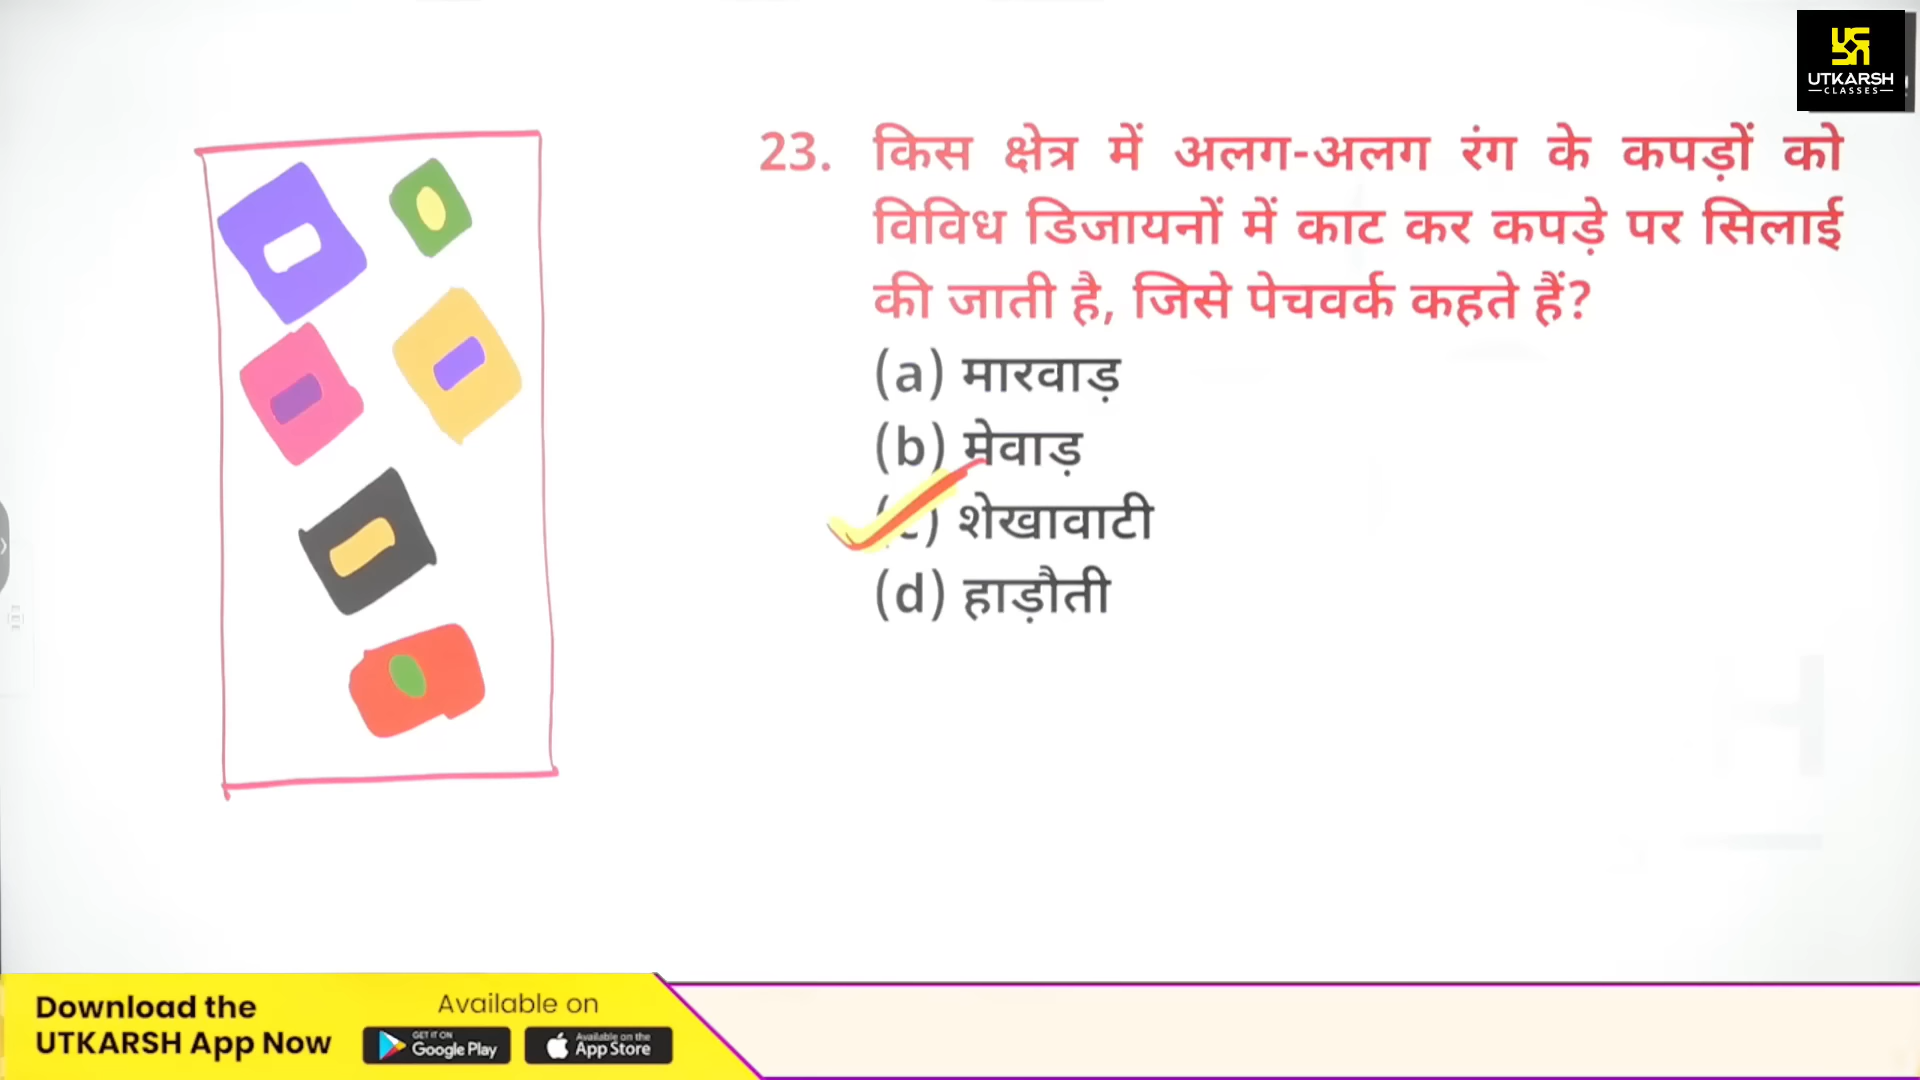 UTKARSH
CLASSES
23. किस क्षेत्र में अलग-अलग रंग के कपड़ों को
विविध डिजायनों में काट कर कपड़े पर सिलाई
की जाती है, जिसे पेचवर्क कहते हैं?
(a) मारवाड़
(b) मेवाड़
(c) शेखावाटी
(d) हाड़ौती
Download the
UTKARSH App Now
Available on
GET IT ON
Google Play
Available on the
App Store